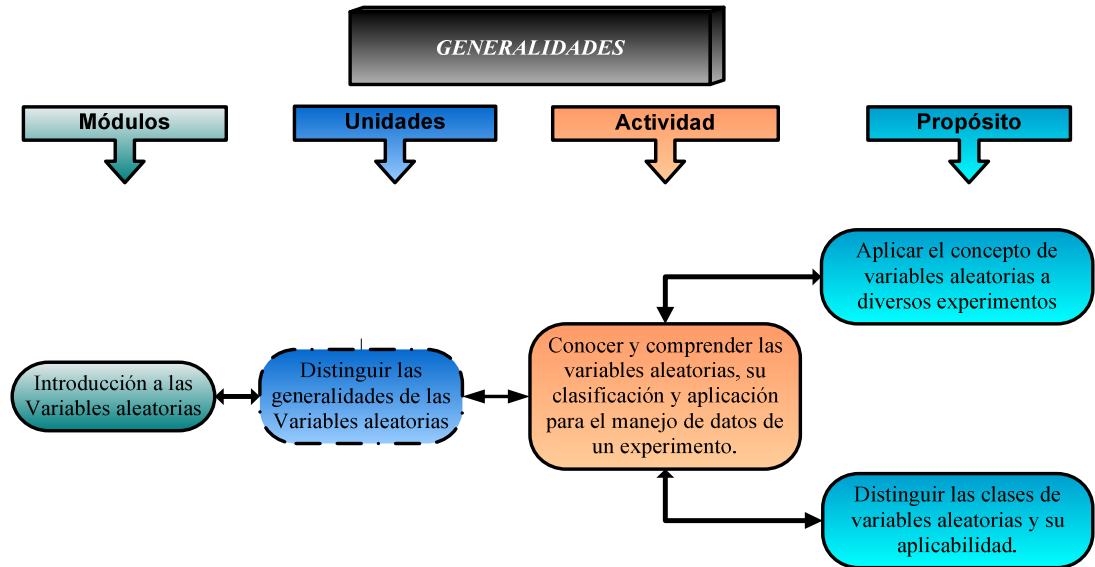 GENERALIDADES
Módulos
Unidades
Actividad
Propósito
Introducción a las
Variables aleatorias
Distinguir las
generalidades de las
Variables aleatorias
Conocer y comprender las
variables aleatorias, su
clasificación y aplicación
para el manejo de datos de
un experimento.
Aplicar el concepto de
variables aleatorias a
diversos experimentos
Distinguir las clases de
variables aleatorias y su
aplicabilidad.